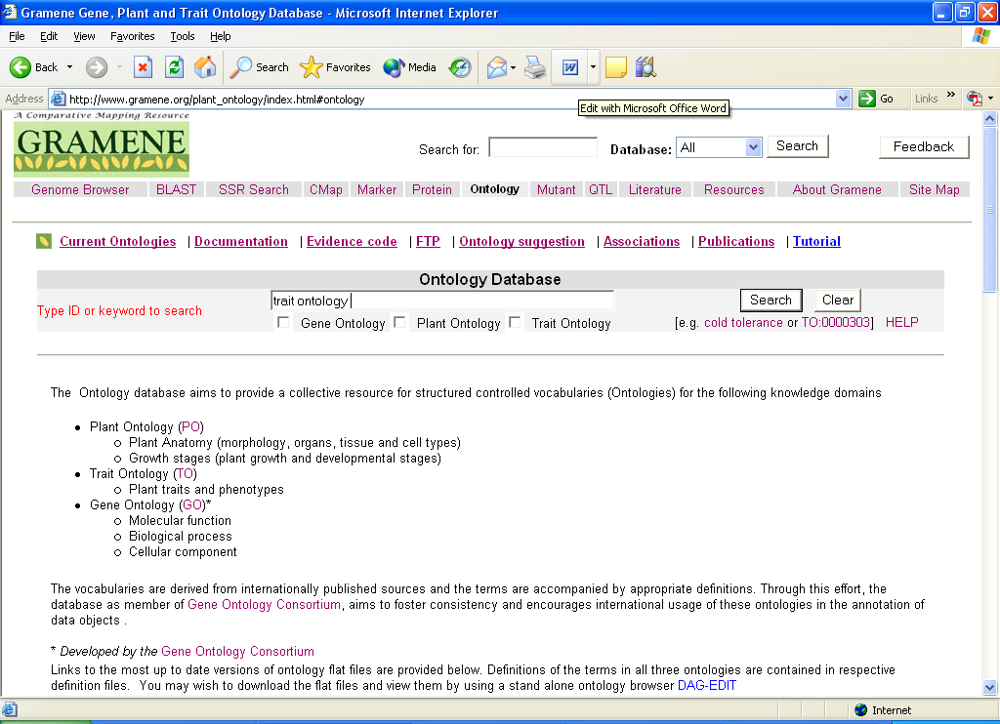 Gramene Gene, Plant and Trait Ontology Database - Microsoft Internet Explorer
File Edit View Favorites Tools Help
Back Search Favorites Media W
Address http://www.gramene.org/plant_ontology/index.html#ontology Go Links »
Edit with Microsoft Office Word
A Comparative Mapping Resource
GRAMENE
Search for: Database: All Search Feedback
Genome Browser BLAST SSR Search CMap Marker Protein Ontology Mutant QTL Literature Resources About Gramene Site Map
Current Ontologies | Documentation | Evidence code | FTP | Ontology suggestion | Associations | Publications | Tutorial
Ontology Database
Type ID or keyword to search trait ontology Search Clear
Gene Ontology Plant Ontology Trait Ontology [e.g. cold tolerance or TO:0000303] HELP
The Ontology database aims to provide a collective resource for structured controlled vocabularies (Ontologies) for the following knowledge domains
• Plant Ontology (PO)
o Plant Anatomy (morphology, organs, tissue and cell types)
o Growth stages (plant growth and developmental stages)
• Trait Ontology (TO)
o Plant traits and phenotypes
• Gene Ontology (GO)*
o Molecular function
o Biological process
o Cellular component
The vocabularies are derived from internationally published sources and the terms are accompanied by appropriate definitions. Through this effort, the
database as member of Gene Ontology Consortium, aims to foster consistency and encourages international usage of these ontologies in the annotation of
data objects .
* Developed by the Gene Ontology Consortium
Links to the most up to date versions of ontology flat files are provided below. Definitions of the terms in all three ontologies are contained in respective
definition files. You may wish to download the flat files and view them by using a stand alone ontology browser DAG-EDIT
Internet